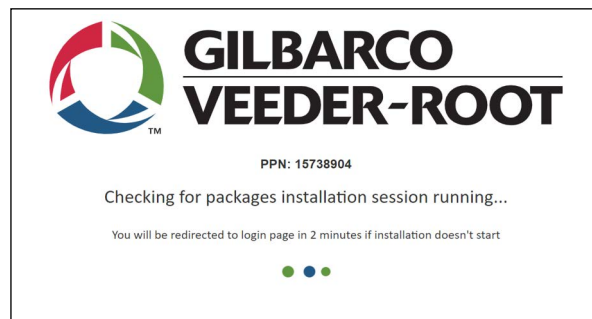 GILBARCO
VEEDER-ROOT
TM
PPN: 15738904
Checking for packages installation session running...
You will be redirected to login page in 2 minutes if installation doesn't start